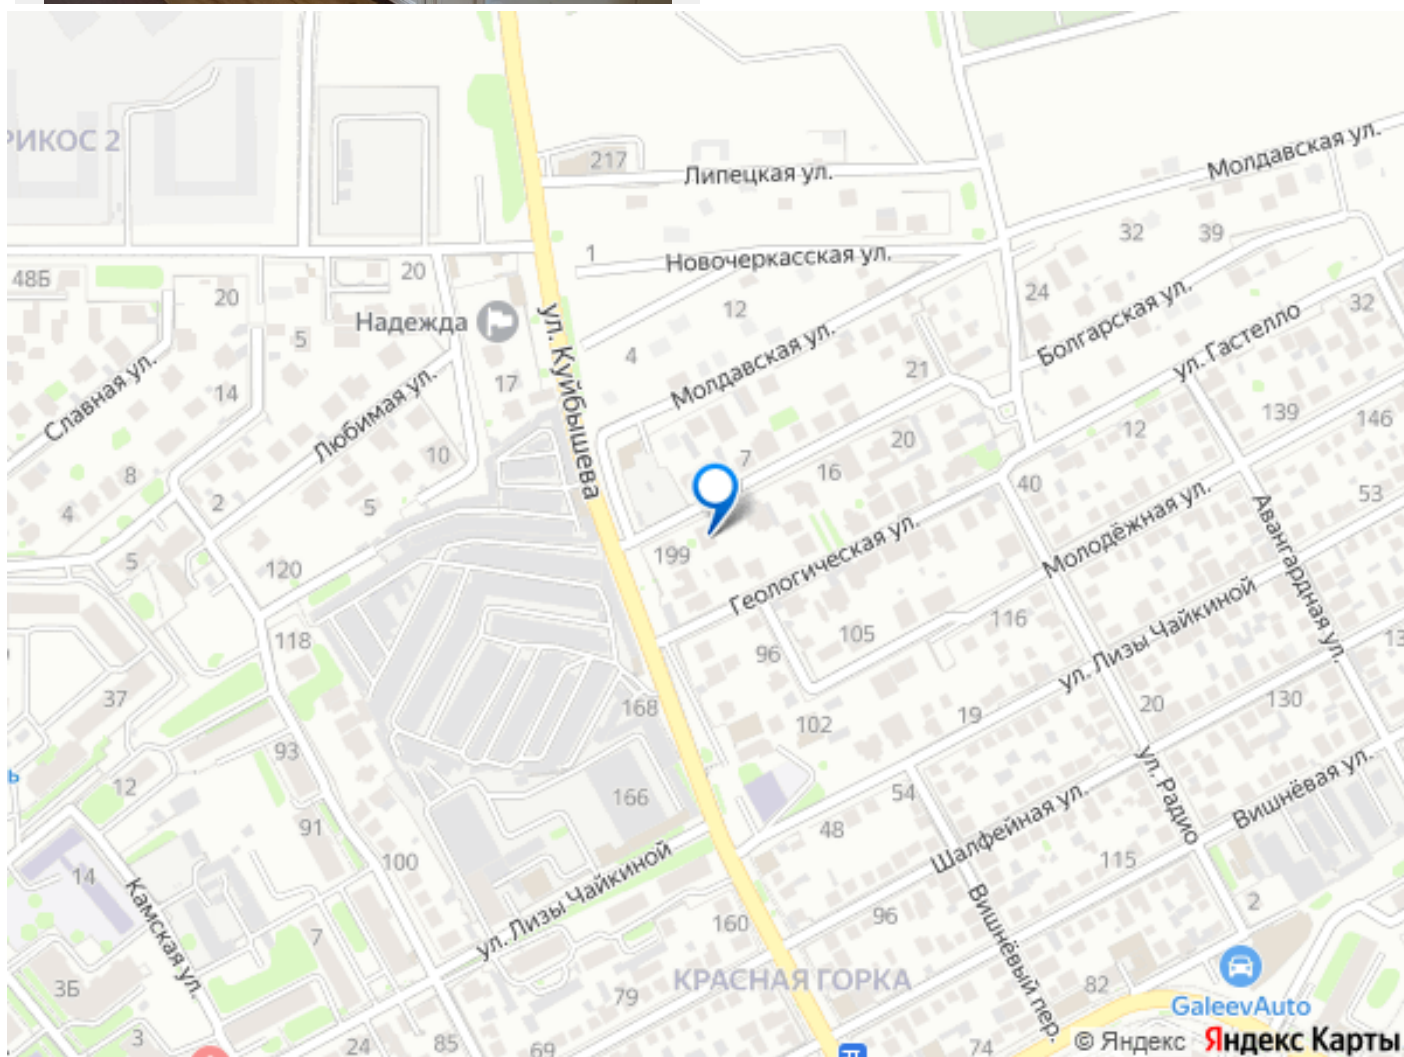 РИКОС 2
217
Липецкая ул.
Молдавская ул.
32
39
1
Новочеркасская ул.
48Б
20
20
24
Болгарская ул.
32
12
Надежда
ул. Куйбышева
5
4
Молдавская ул.
21
ул. Гастелло
Славная ул.
14
Любимая ул.
17
139
146
12
20
10
7
16
8
2
5
4
40
53
Молодёжная ул.
Авангардная ул.
199
Геологическая ул.
5
120
118
116
105
96
ул. Лизы Чайкиной
13
37
168
19
20
130
102
93
12
ул. Радио
Вишнёвая ул.
ь
166
54
48
91
Шалфейная ул.
115
100
14
Камская ул.
ул. Лизы Чайкиной
160
96
Вишнёвый пер.
2
7
КРАСНАЯ ГОРКА
3Б
79
82
GaleevAuto
3
24
85
69
74
© Яндекс Яндекс Карты